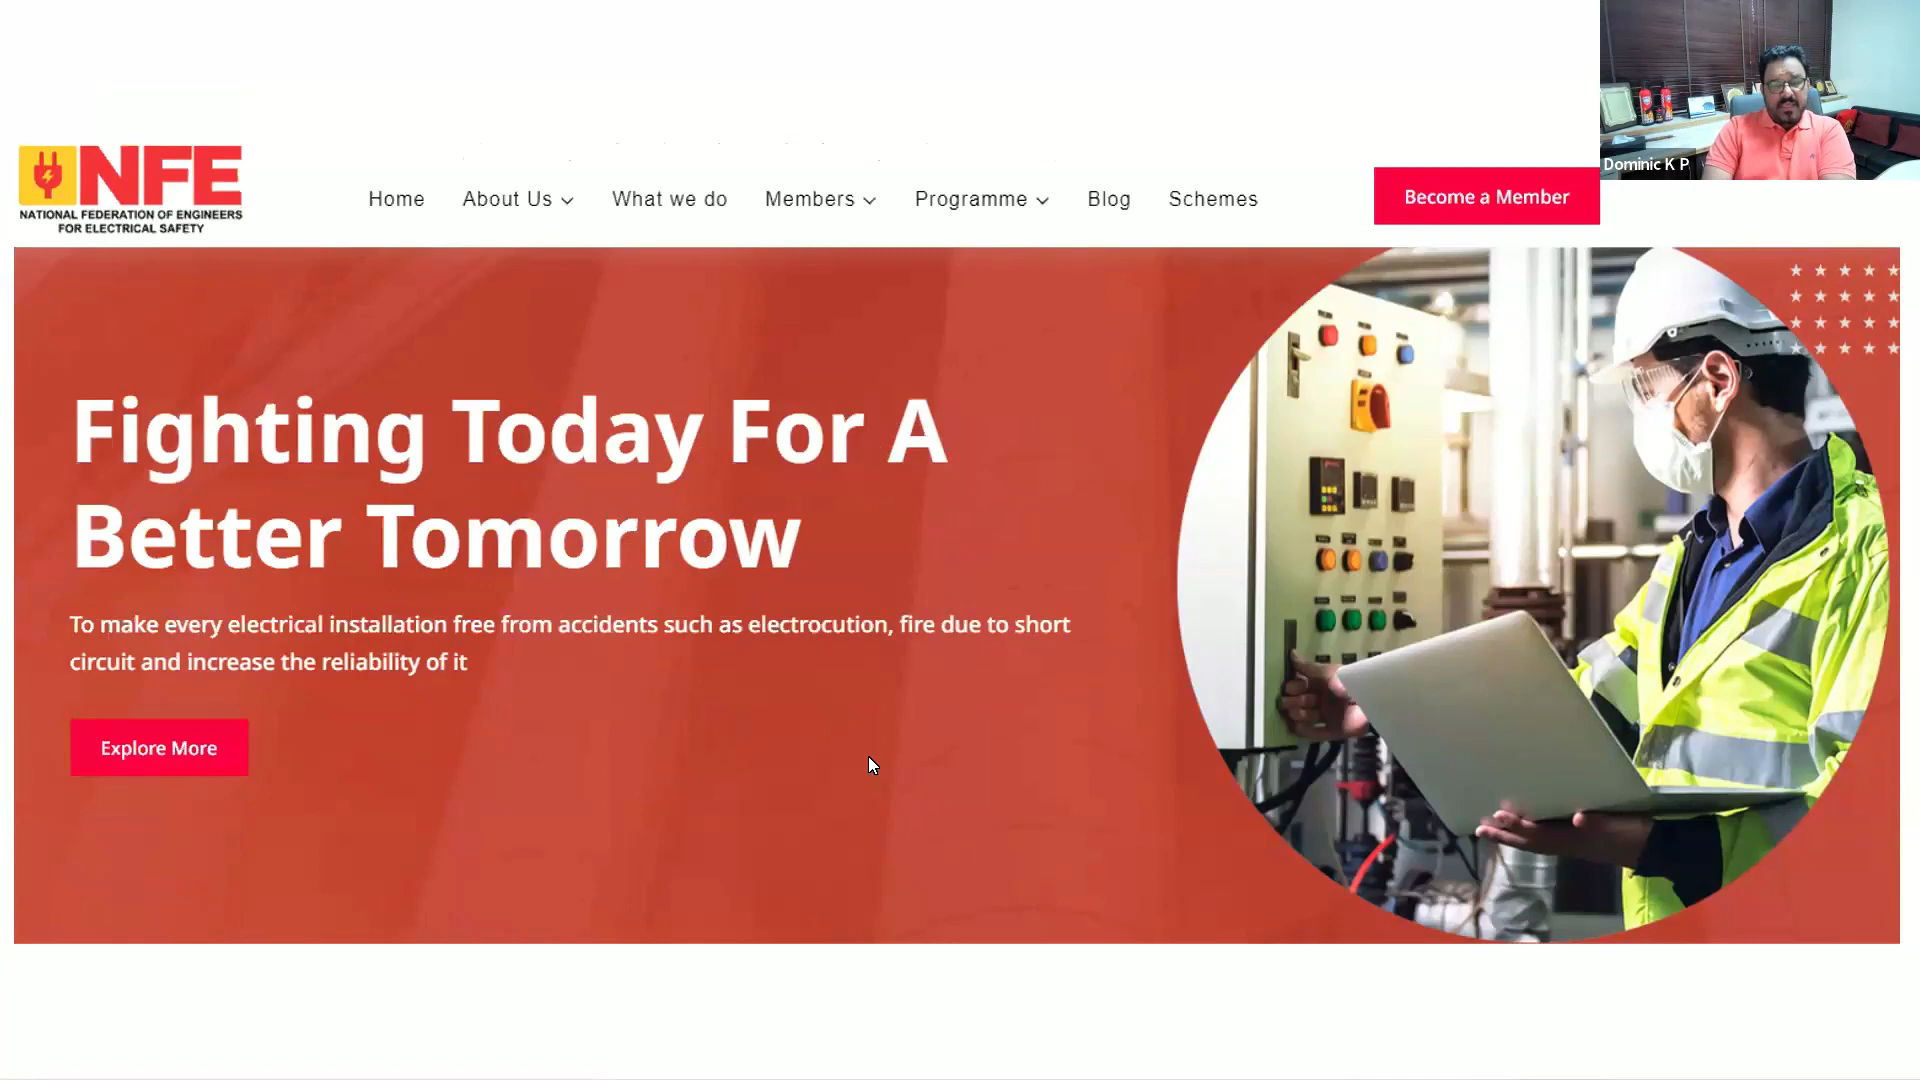 Dominic K P
NFE
NATIONAL FEDERATION OF ENGINEERS
FOR ELECTRICAL SAFETY
Home
About Us
What we do
Members
Programme
Blog
Schemes
Become a Member
Fighting Today For A
Better Tomorrow
To make every electrical installation free from accidents such as electrocution, fire due to short
circuit and increase the reliability of it
Explore More